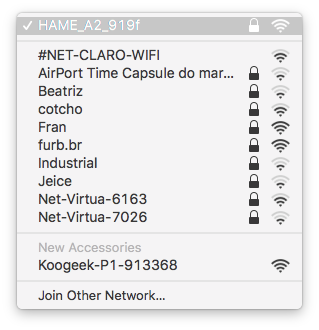 HAME_A2_919f
#NET-CLARO-WIFI
AirPort Time Capsule do mar...
Beatriz
cotcho
Fran
furb.br
Industrial
Jeice
Net-Virtua-6163
Net-Virtua-7026
New Accessories
Koogeek-P1-913368
Join Other Network...